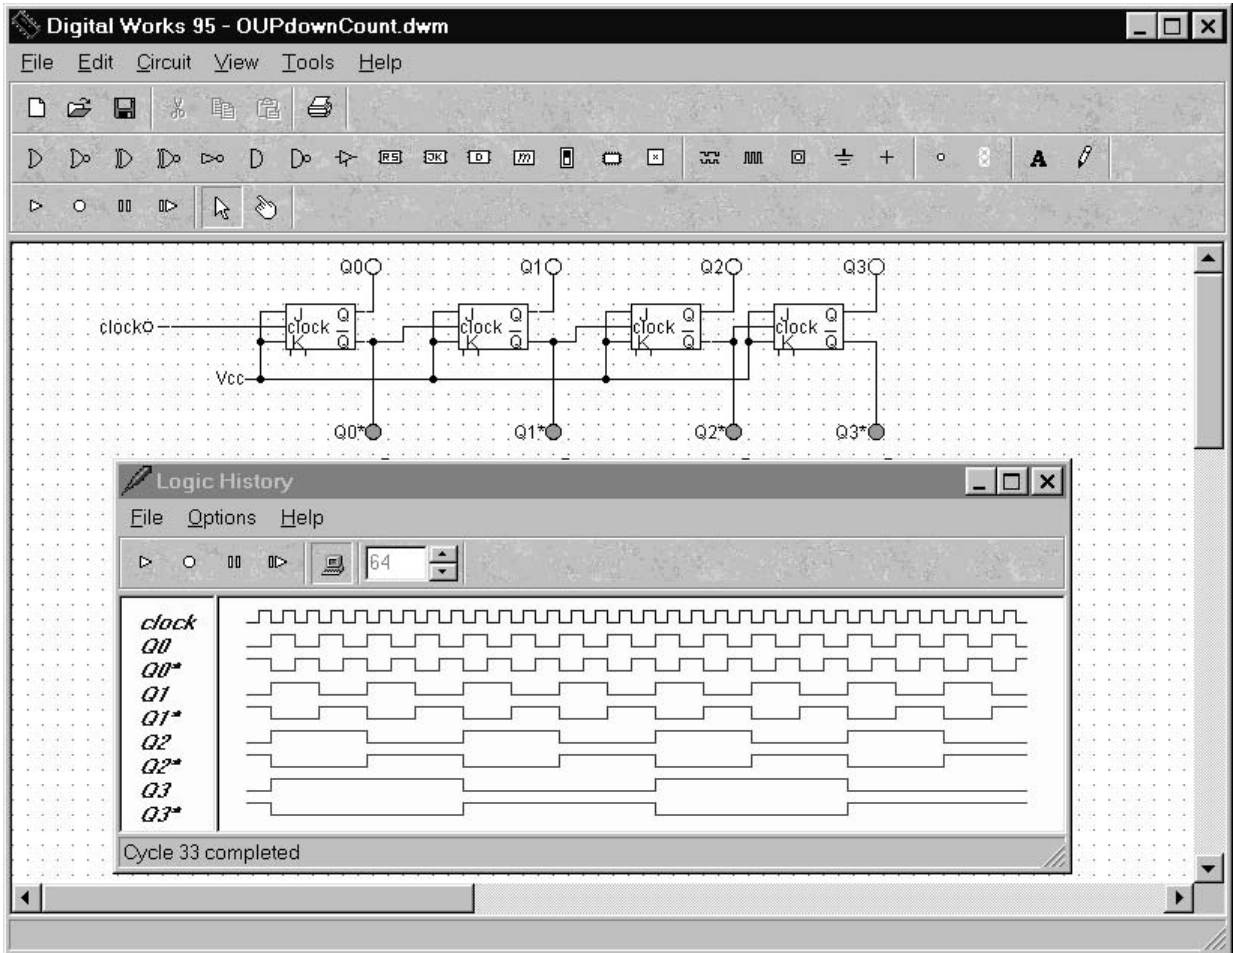 Digital Works 95 - OUPdownCount.dwm
File Edit Circuit View Tools Help
RS JK D m
A
Q0 Q1 Q2 Q3
J Q J Q J Q J Q
clock clock clock clock clock
K Q K Q K Q K Q
Vcc
Q0* Q1* Q2* Q3*
Logic History
File Options Help
64
clock
Q0
Q0*
Q1
Q1*
Q2
Q2*
Q3
Q3*
Cycle 33 completed